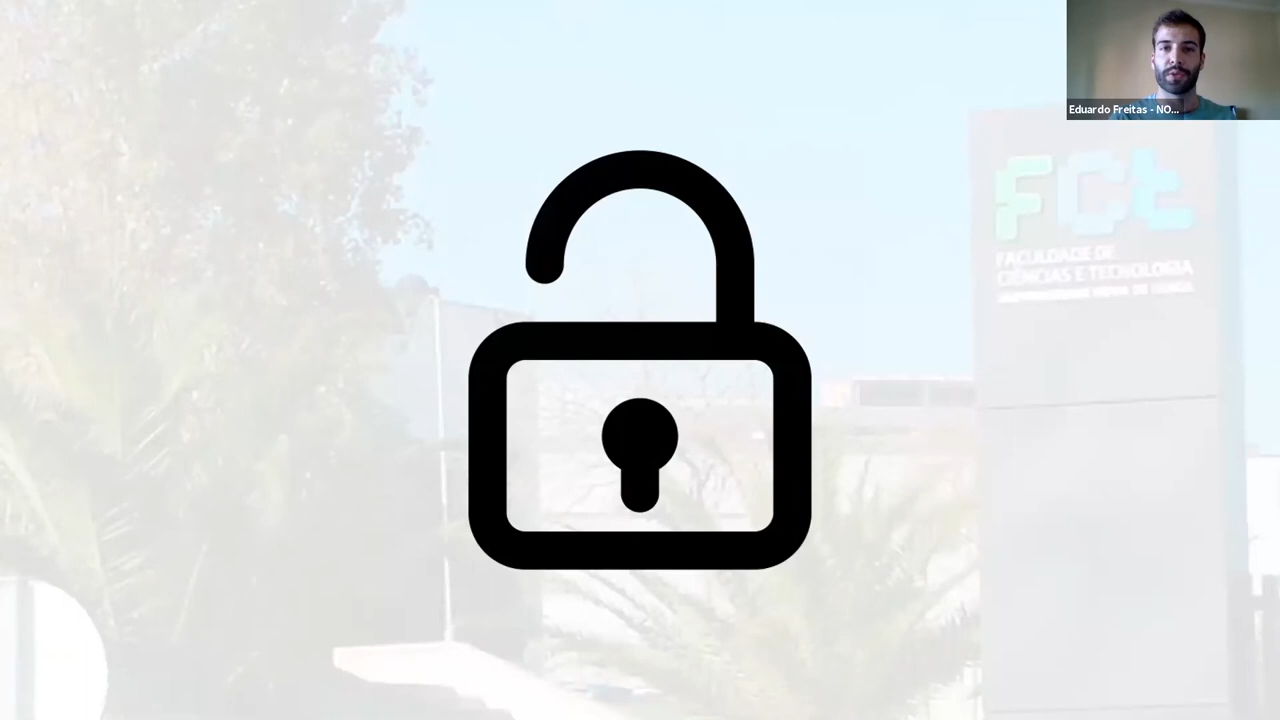 Eduardo Freitas - NO...
FCt
FACULDADE DE
CIÊNCIAS E TECNOLOGIA